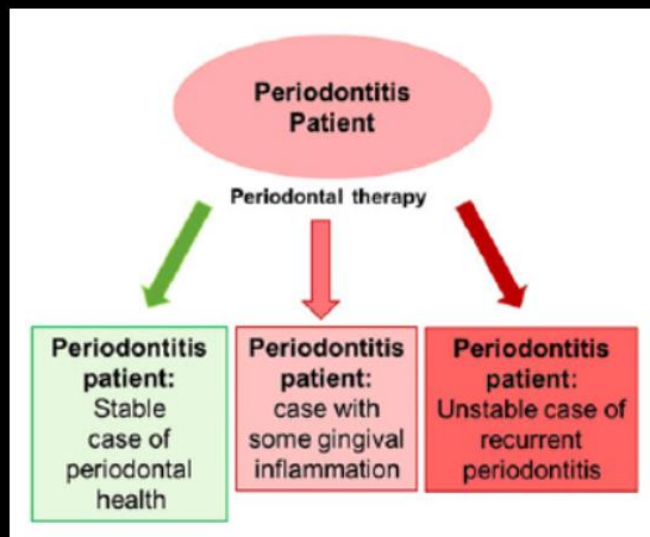 Periodontitis
Patient
Periodontal therapy
Periodontitis
patient:
Stable
case of
periodontal
health
Periodontitis
patient:
case with
some gingival
inflammation
Periodontitis
patient:
Unstable case of
recurrent
periodontitis